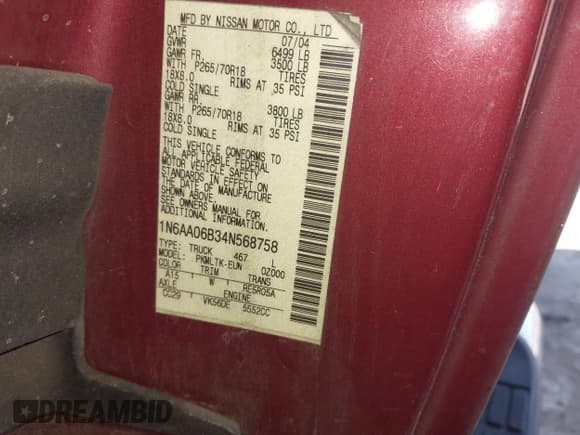 MFD BY NISSAN MOTOR CO., LTD
DATE 07/04
GVWR 6499 LB
GAWR FR. 3500 LB
WITH P265/70R18 TIRES
18X8.0 RIMS AT 35 PSI
COLD SINGLE
GAWR RR. 3800 LB
WITH P265/70R18 TIRES
18X8.0 RIMS AT 35 PSI
COLD SINGLE
THIS VEHICLE CONFORMS TO
ALL APPLICABLE FEDERAL
MOTOR VEHICLE SAFETY
STANDARDS IN EFFECT ON
THE DATE OF MANUFACTURE
SHOWN ABOVE.
SEE OWNERS MANUAL FOR
ADDITIONAL INFORMATION.
1N6AA06B34N568758
TYPE: TRUCK 467 L
MODEL: PKMLTK-EUN 0Z000
COLOR TRIM TRANS
A15 W RE5R05A
AXLE ENGINE
CC29 VK56DE 5552CC
DREAMBID